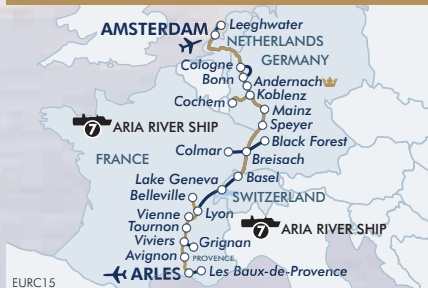 AMSTERDAM
Leeghwater
NETHERLANDS
GERMANY
Cologne
Bonn
Andernach
Koblenz
Cochem
Mainz
7 ARIA RIVER SHIP
Speyer
Black Forest
Colmar
Breisach
FRANCE
Lake Geneva
Basel
Belleville
SWITZERLAND
Vienne
Lyon
Tournon
7 ARIA RIVER SHIP
Viviers
Grignan
Avignon
PROVENCE
ARLES
Les Baux-de-Provence
EURC15